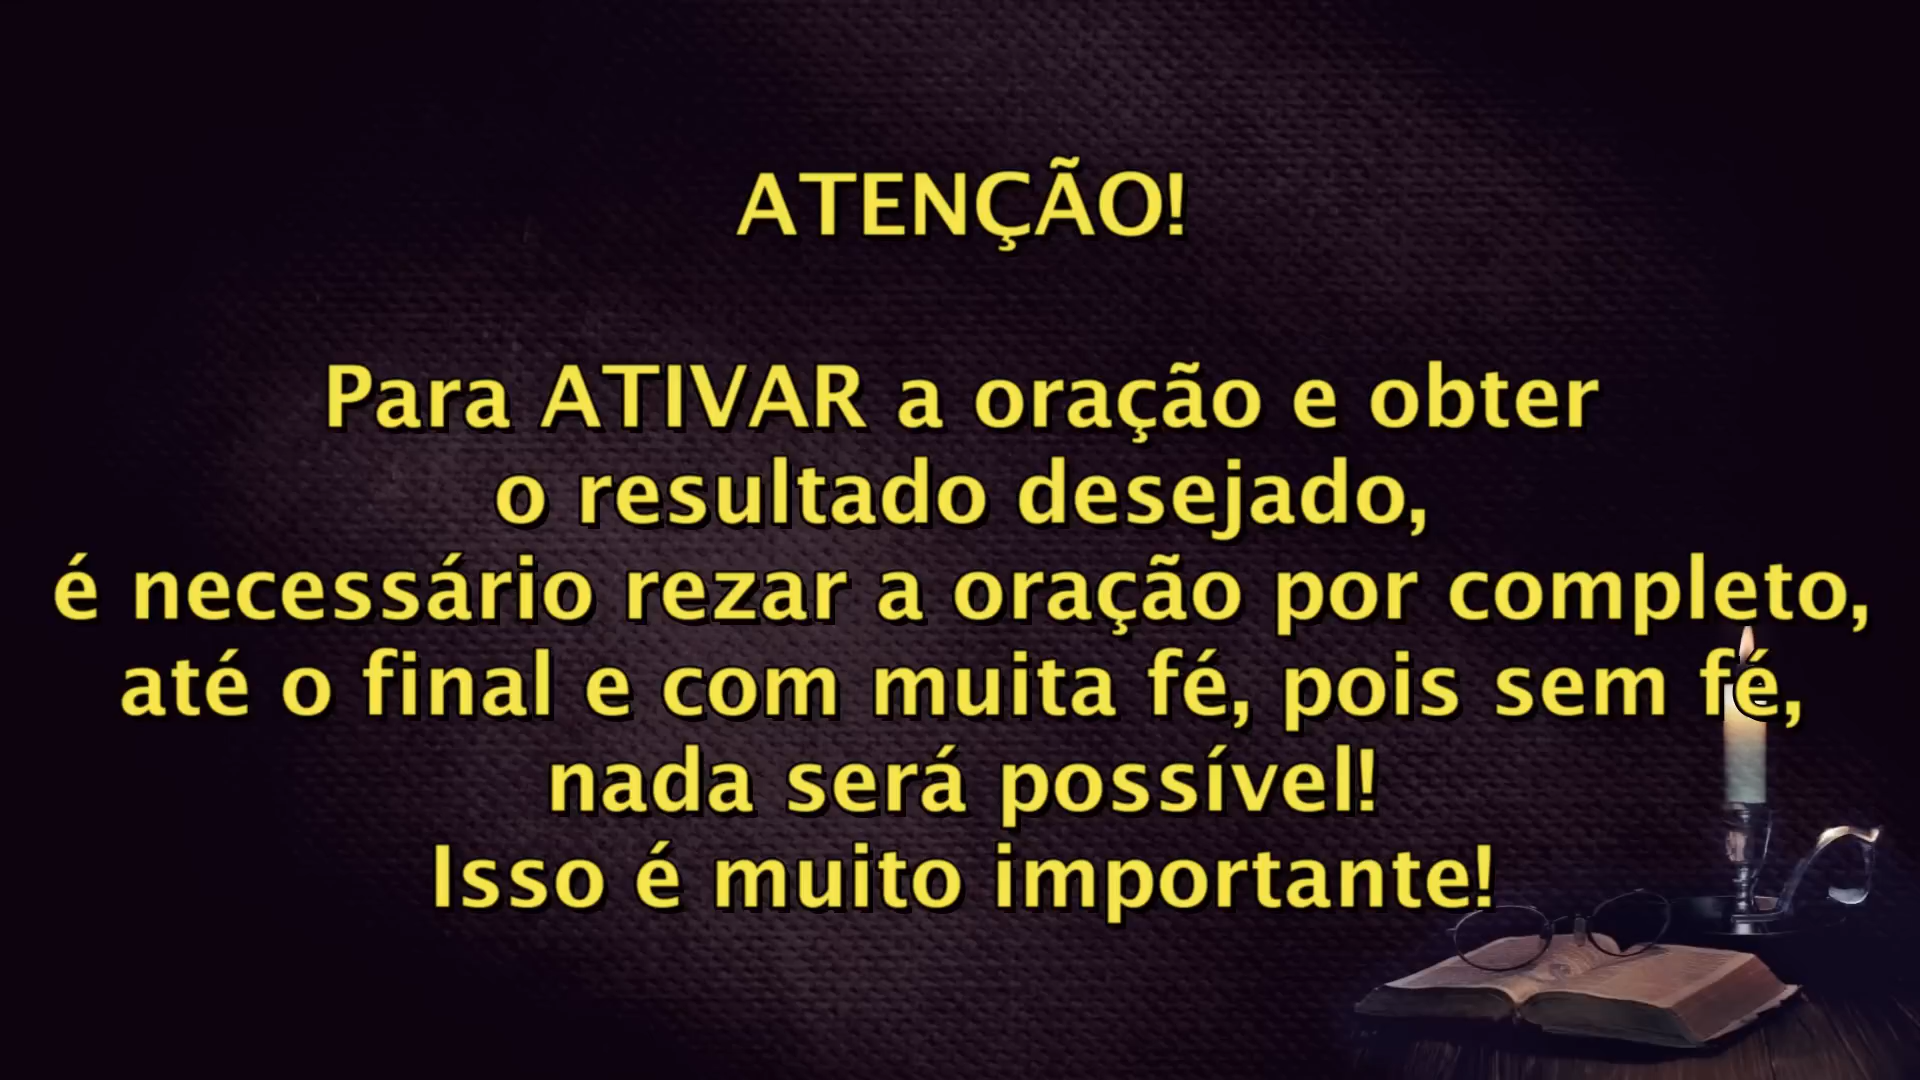 ATENÇÃO!
Para ATIVAR a oração e obter
o resultado desejado,
é necessário rezar a oração por completo,
até o final e com muita fé, pois sem fé,
nada será possível!
Isso é muito importante!